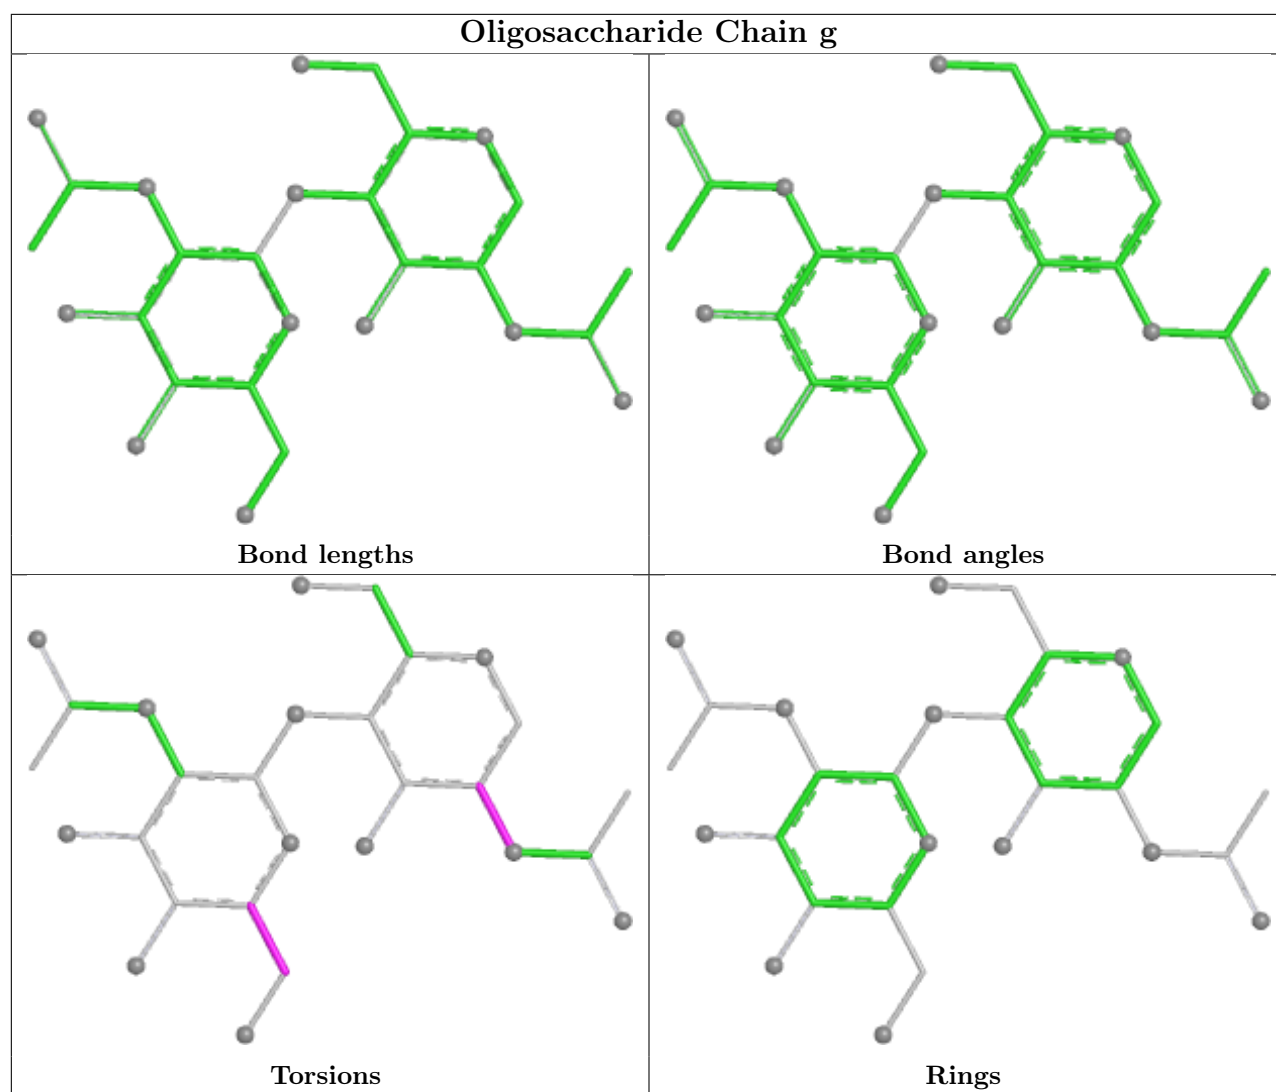 Oligosaccharide Chain g
Bond lengths
Bond angles
Torsions
Rings